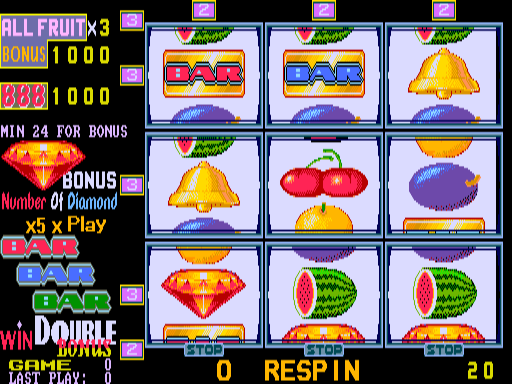 2 2 2
ALL FRUIT×3 3
BONUS 1000
3 BAR BAR
888 1000
MIN 24 FOR BONUS
BONUS 3
Number Of Diamond
x5 x Play
BAR
BAR
3
BAR
WIN DOUBLE
BONUS 2 STOP STOP STOP
GAME 0
LAST PLAY: 0
0 RESPIN 20